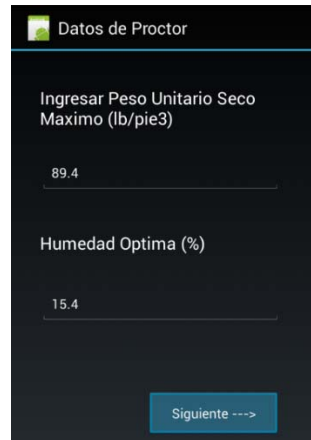 Datos de Proctor
Ingresar Peso Unitario Seco
Maximo (lb/pie3)
89.4
Humedad Optima (%)
15.4
Siguiente --->